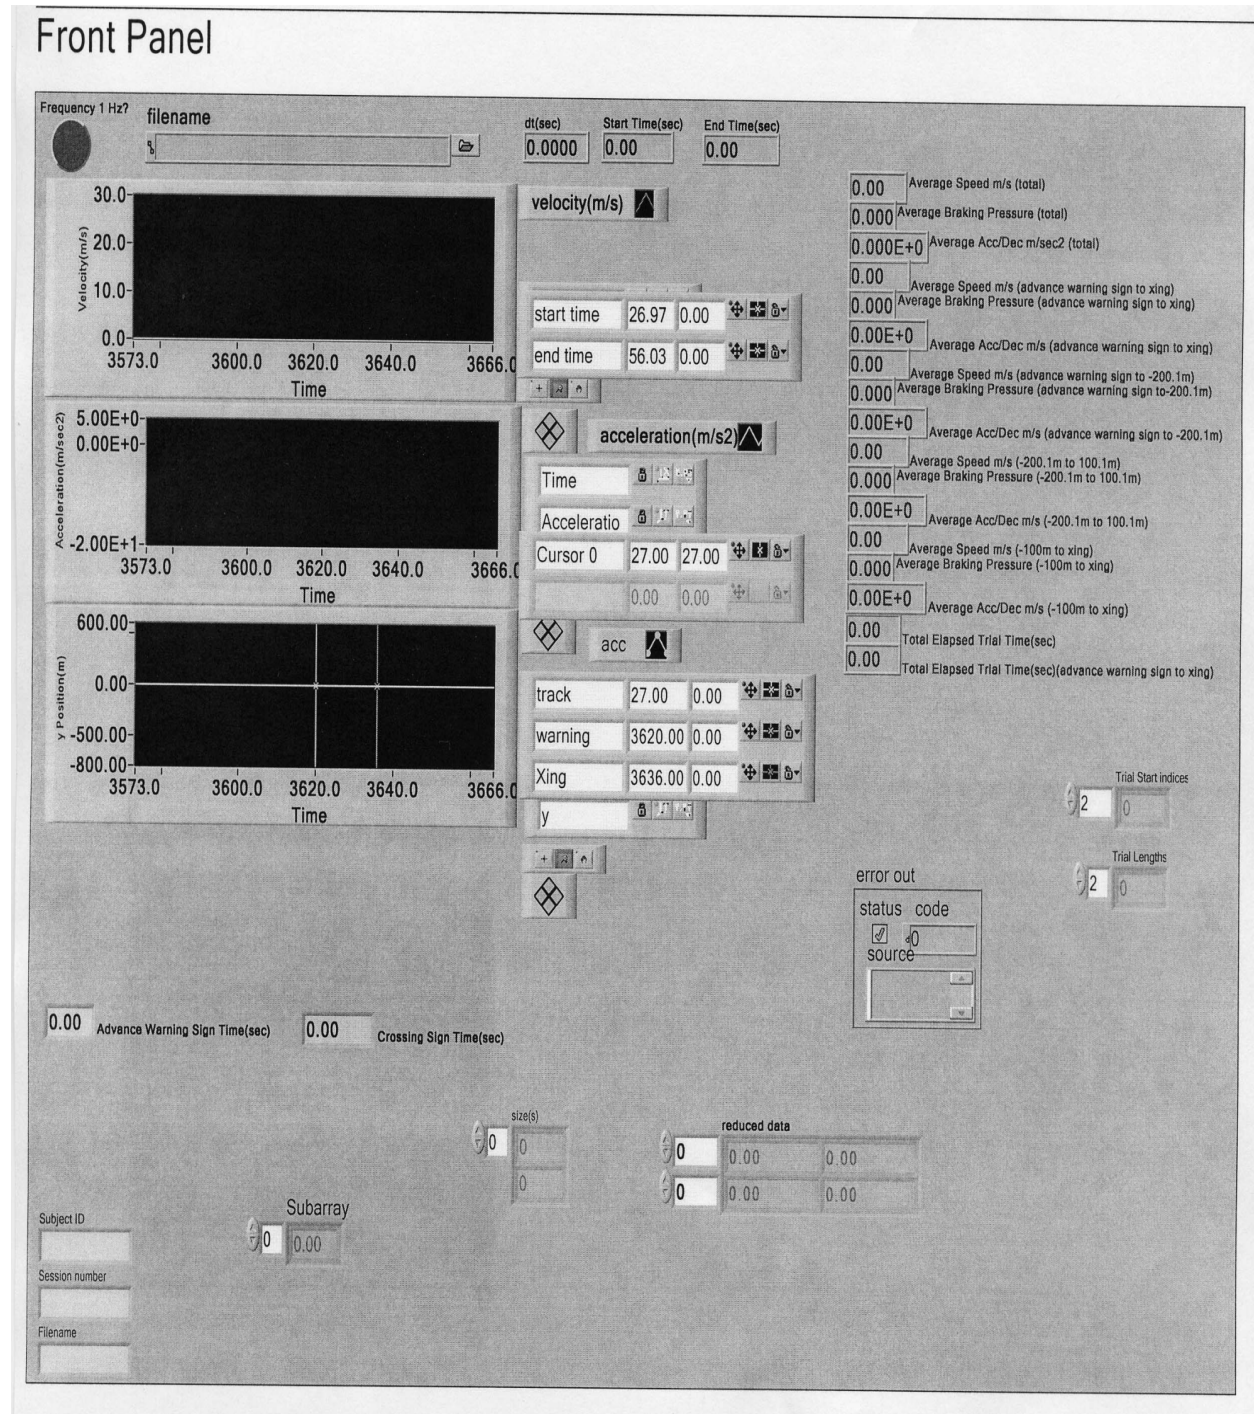 Front Panel
Frequency 1 Hz?
filename
dt(sec)
0.0000
Start Time(sec)
0.00
End Time(sec)
0.00
30.0
20.0
10.0
0.0
Velocity(m/s)
3573.0 3600.0 3620.0 3640.0 3666.0
Time
velocity(m/s)
start time 26.97 0.00
end time 56.03 0.00
5.00E+0
0.00E+0
-2.00E+1
Acceleration(m/sec2)
3573.0 3600.0 3620.0 3640.0 3666.0
Time
acceleration(m/s2)
Time
Acceleratio
Cursor 0 27.00 27.00
0.00 0.00
600.00
0.00
-500.00
-800.00
y Position(m)
3573.0 3600.0 3620.0 3640.0 3666.0
Time
acc
track 27.00 0.00
warning 3620.00 0.00
Xing 3636.00 0.00
y
0.00 Average Speed m/s (total)
0.000 Average Braking Pressure (total)
0.000E+0 Average Acc/Dec m/sec2 (total)
0.00 Average Speed m/s (advance warning sign to xing)
0.000 Average Braking Pressure (advance warning sign to xing)
0.00E+0 Average Acc/Dec m/s (advance warning sign to xing)
0.00 Average Speed m/s (advance warning sign to -200.1m)
0.000 Average Braking Pressure (advance warning sign to-200.1m)
0.00E+0 Average Acc/Dec m/s (advance warning sign to -200.1m)
0.00 Average Speed m/s (-200.1m to 100.1m)
0.000 Average Braking Pressure (-200.1m to 100.1m)
0.00E+0 Average Acc/Dec m/s (-200.1m to 100.1m)
0.00 Average Speed m/s (-100m to xing)
0.000 Average Braking Pressure (-100m to xing)
0.00E+0 Average Acc/Dec m/s (-100m to xing)
0.00 Total Elapsed Trial Time(sec)
0.00 Total Elapsed Trial Time(sec)(advance warning sign to xing)
Trial Start indices
2 0
Trial Lengths
2 0
error out
status code
0
source
0.00 Advance Warning Sign Time(sec)
0.00 Crossing Sign Time(sec)
size(s)
0 0
0
reduced data
0 0.00 0.00
0 0.00 0.00
Subarray
0 0.00
Subject ID
Session number
Filename